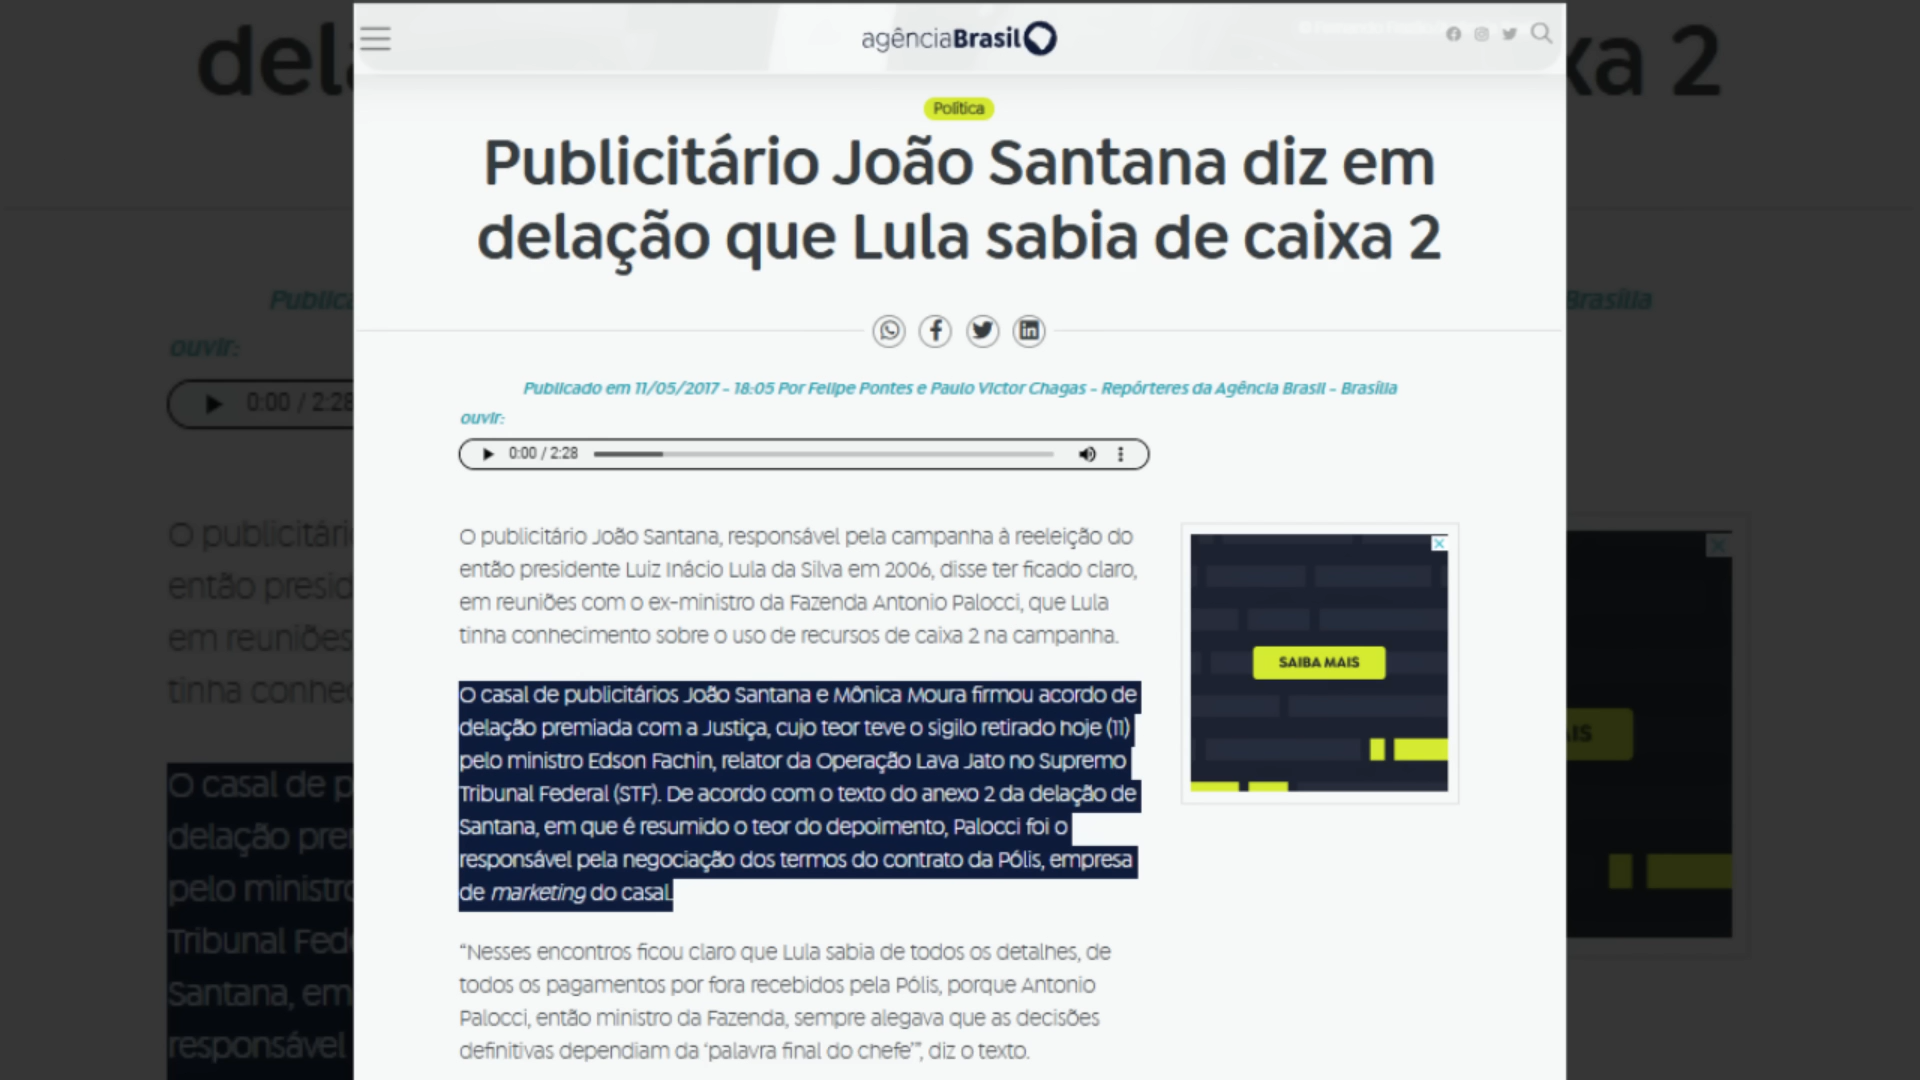 agênciaBrasil
Política
Publicitário João Santana diz em
delação que Lula sabia de caixa 2
Publicado em 11/05/2017 - 18:05 Por Felipe Pontes e Paulo Victor Chagas - Repórteres da Agência Brasil - Brasília
ouvir:
0:00 / 2:28
O publicitário João Santana, responsável pela campanha à reeleição do
então presidente Luiz Inácio Lula da Silva em 2006, disse ter ficado claro,
em reuniões com o ex-ministro da Fazenda Antonio Palocci, que Lula
tinha conhecimento sobre o uso de recursos de caixa 2 na campanha.
SAIBA MAIS
O casal de publicitários João Santana e Mônica Moura firmou acordo de
delação premiada com a Justiça, cujo teor teve o sigilo retirado hoje (11)
pelo ministro Edson Fachin, relator da Operação Lava Jato no Supremo
Tribunal Federal (STF). De acordo com o texto do anexo 2 da delação de
Santana, em que é resumido o teor do depoimento, Palocci foi o
responsável pela negociação dos termos do contrato da Pólis, empresa
de marketing do casal.
“Nesses encontros ficou claro que Lula sabia de todos os detalhes, de
todos os pagamentos por fora recebidos pela Pólis, porque Antonio
Palocci, então ministro da Fazenda, sempre alegava que as decisões
definitivas dependiam da ‘palavra final do chefe’”, diz o texto.